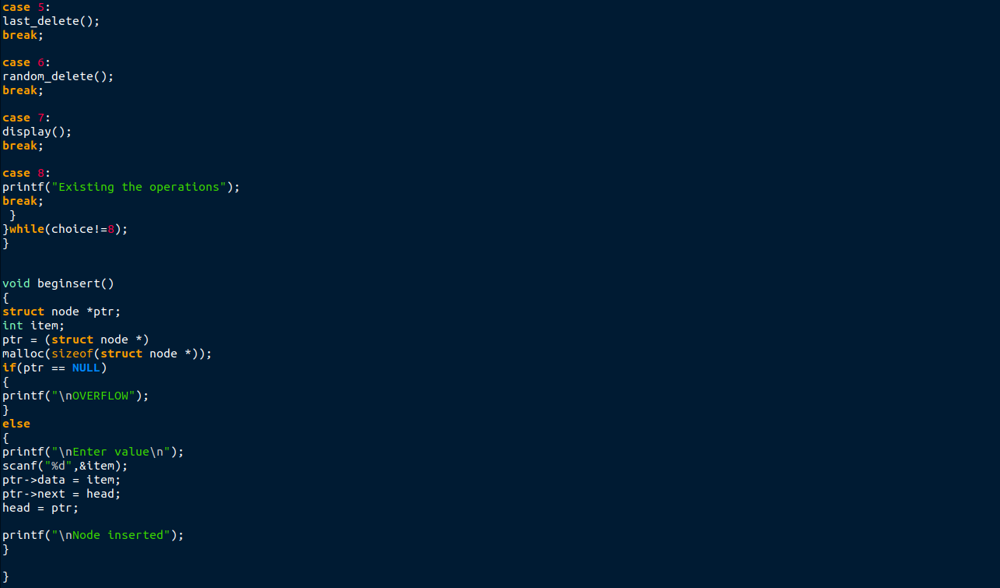 case 5:
last_delete();
break;
case 6:
random_delete();
break;
case 7:
display();
break;
case 8:
printf("Existing the operations");
break;
 }
}while(choice!=8);
}
void beginsert()
{
struct node *ptr;
int item;
ptr = (struct node *)
malloc(sizeof(struct node *));
if(ptr == NULL)
{
printf("\nOVERFLOW");
}
else
{
printf("\nEnter value\n");
scanf("%d",&item);
ptr->data = item;
ptr->next = head;
head = ptr;
printf("\nNode inserted");
}
}